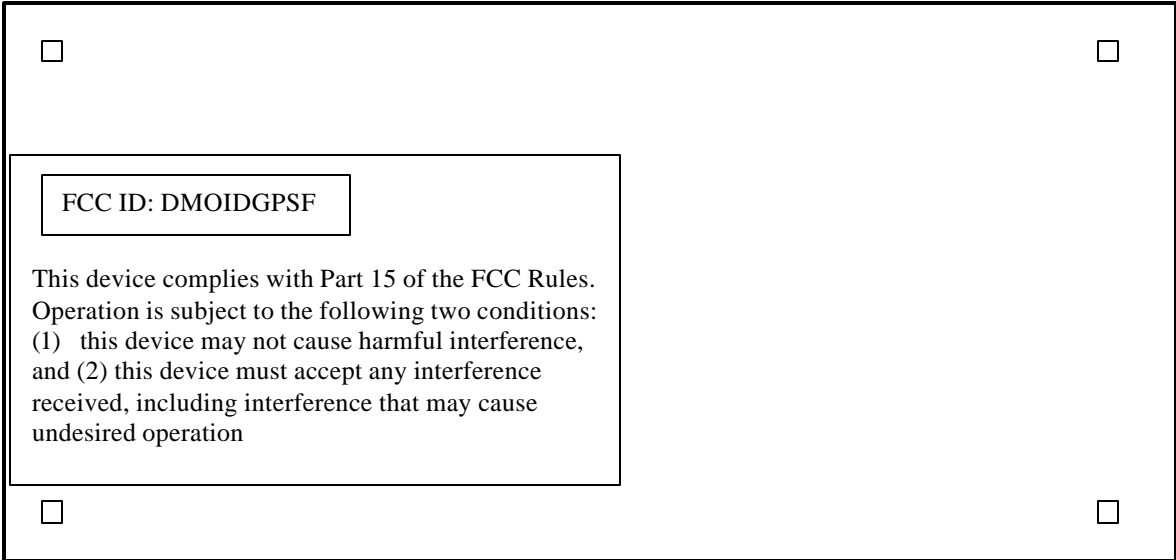 FCC ID: DMOIDGPSF
This device complies with Part 15 of the FCC Rules.
Operation is subject to the following two conditions:
(1)   this device may not cause harmful interference,
and (2) this device must accept any interference
received, including interference that may cause
undesired operation